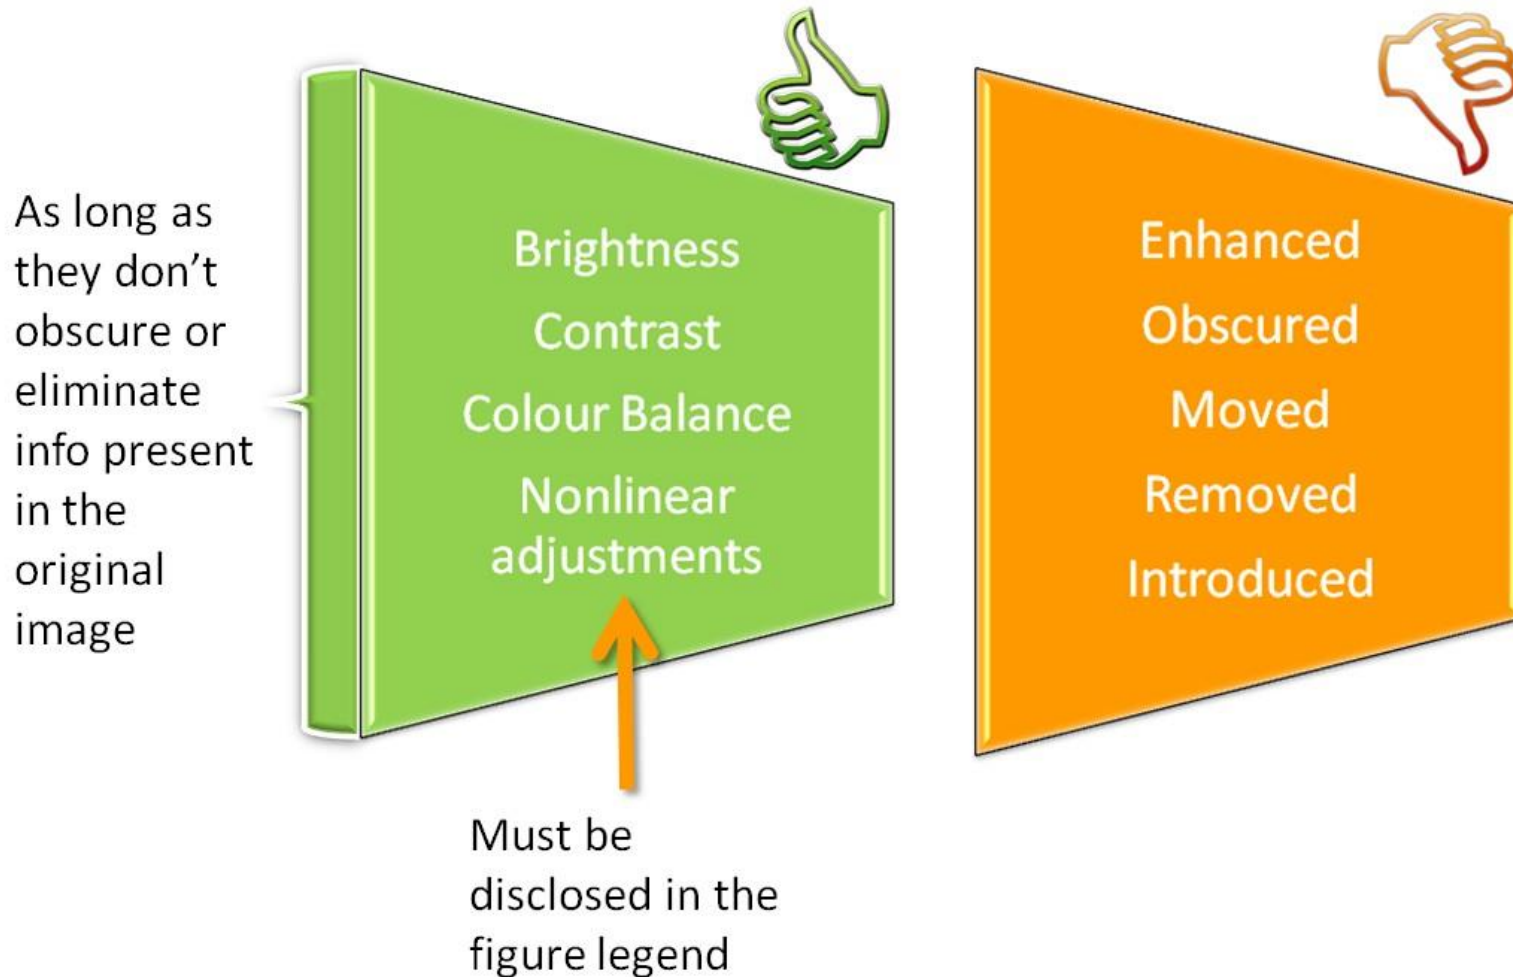 As long as
they don’t
obscure or
eliminate
info present
in the
original
image
Brightness
Contrast
Colour Balance
Nonlinear
adjustments
Must be
disclosed in the
figure legend
Enhanced
Obscured
Moved
Removed
Introduced